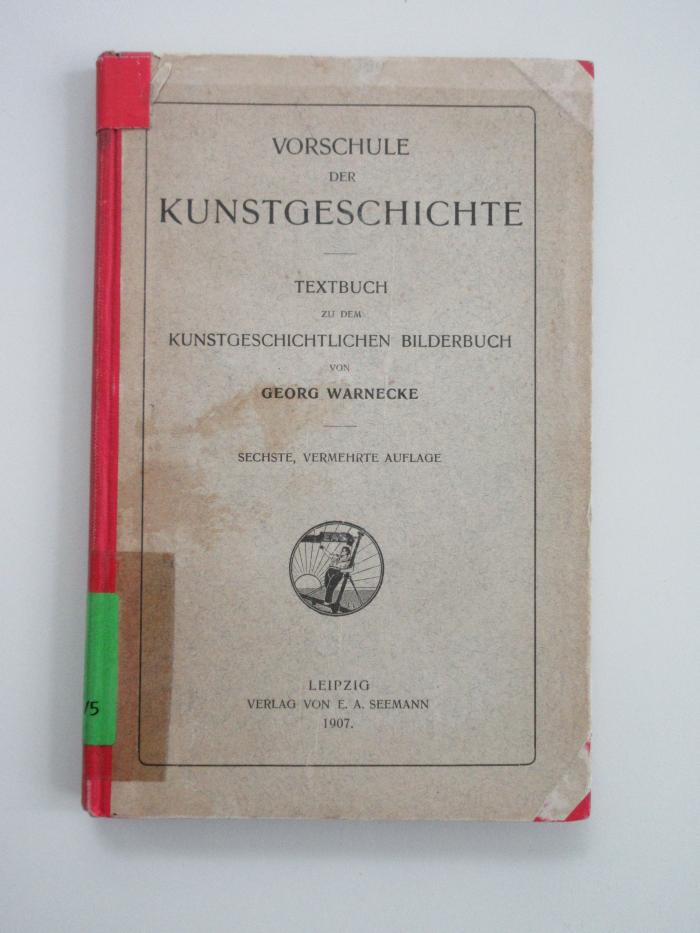 VORSCHULE
DER
KUNSTGESCHICHTE
TEXTBUCH
ZU DEM
KUNSTGESCHICHTLICHEN BILDERBUCH
VON
GEORG WARNECKE
SECHSTE, VERMEHRTE AUFLAGE
LEIPZIG
VERLAG VON E. A. SEEMANN
1907.
/5